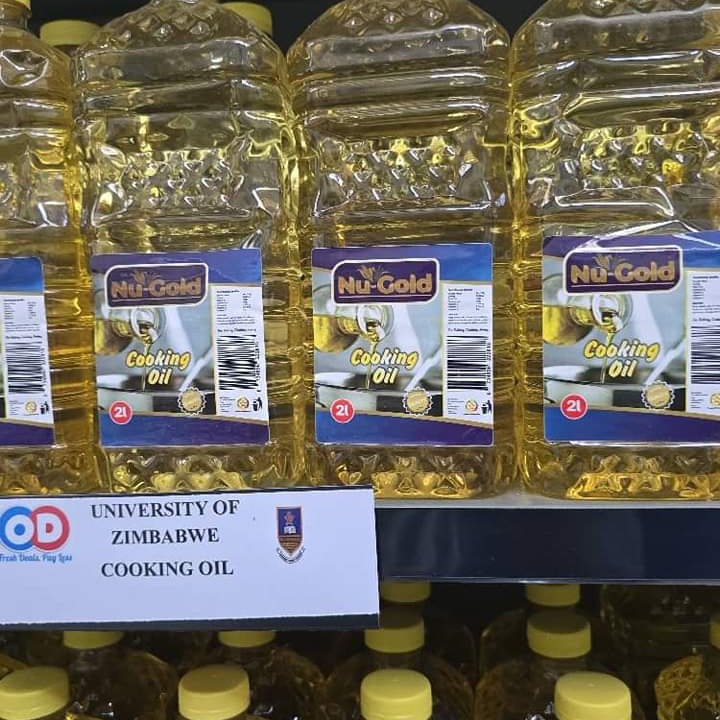 Nu-Gold
Cooking
Oil
2l
Nu-Gold
Cooking
Oil
2l
Nu-Gold
Cooking
Oil
2l
OD
Fresh Deals, Pay Less
UNIVERSITY OF
ZIMBABWE
COOKING OIL